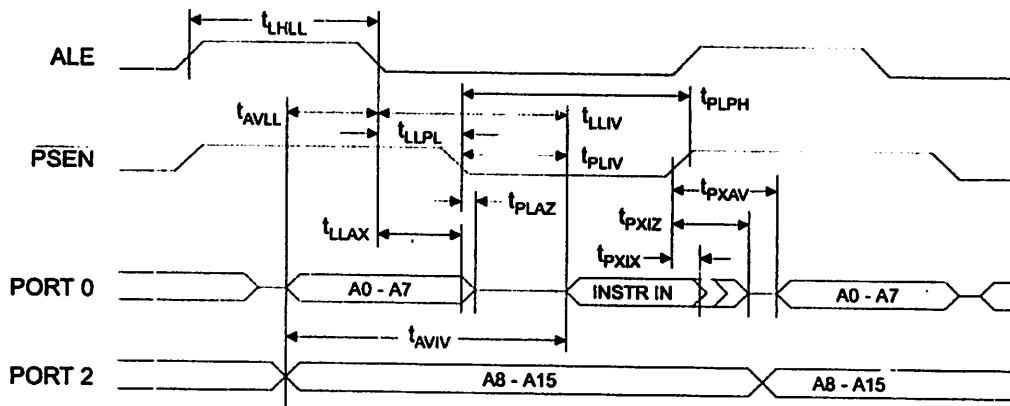 tLHLL
ALE
tPLPH
tAVLL
tLLIV
tLLPL
PSEN
tPLIV
tPXAV
tPLAZ
tPXIZ
tLLAX
tPXIX
PORT 0
A0 - A7
INSTR IN
A0 - A7
tAVIV
PORT 2
A8 - A15
A8 - A15